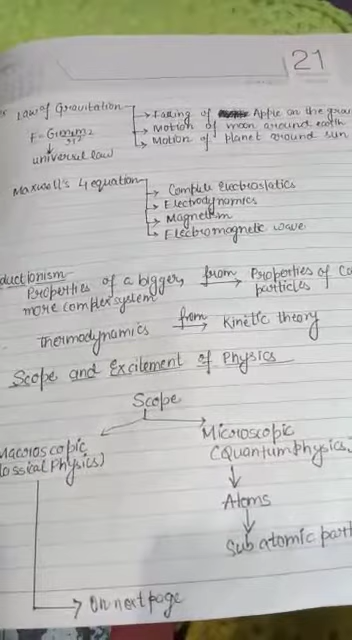 21
Law of Gravitation → Falling of Apple on the grou
F = Gm1m2/r2 → Motion of moon around earth
↓ → Motion of planet around sun
universal law
Maxwell's 4 equation → Complete electrostatics
→ Electrodynamics
→ Magnetism
→ Electromagnetic wave
ductionism
Properties of a bigger, from → Properties of Co
more complex system particles
Thermodynamics from → Kinetic theory
Scope and Excitement of Physics
Scope
Macroscopic Microscopic
lassical Physics) (Quantum physics)
↓
Atoms
↓
Sub atomic part
→ On next page